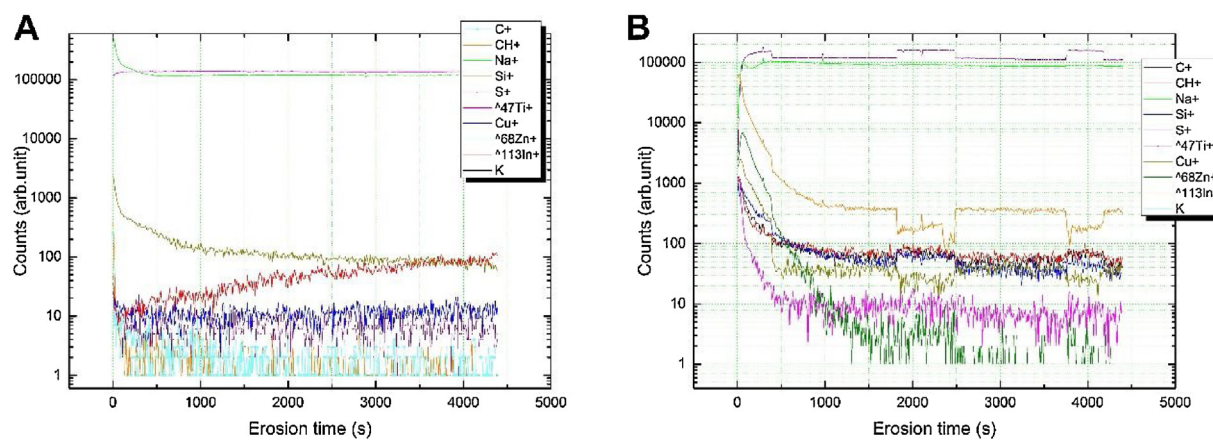 A
C+
CH+
Na+
Si+
S+
^47Ti+
Cu+
^68Zn+
^113In+
K
100000
10000
1000
100
10
1
Counts (arb.unit)
0
1000
2000
3000
4000
5000
Erosion time (s)
B
C+
CH+
Na+
Si+
S+
^47Ti+
Cu+
^68Zn+
^113In
K
100000
10000
1000
100
10
1
Counts (arb.unit)
0
1000
2000
3000
4000
5000
Erosion time (s)